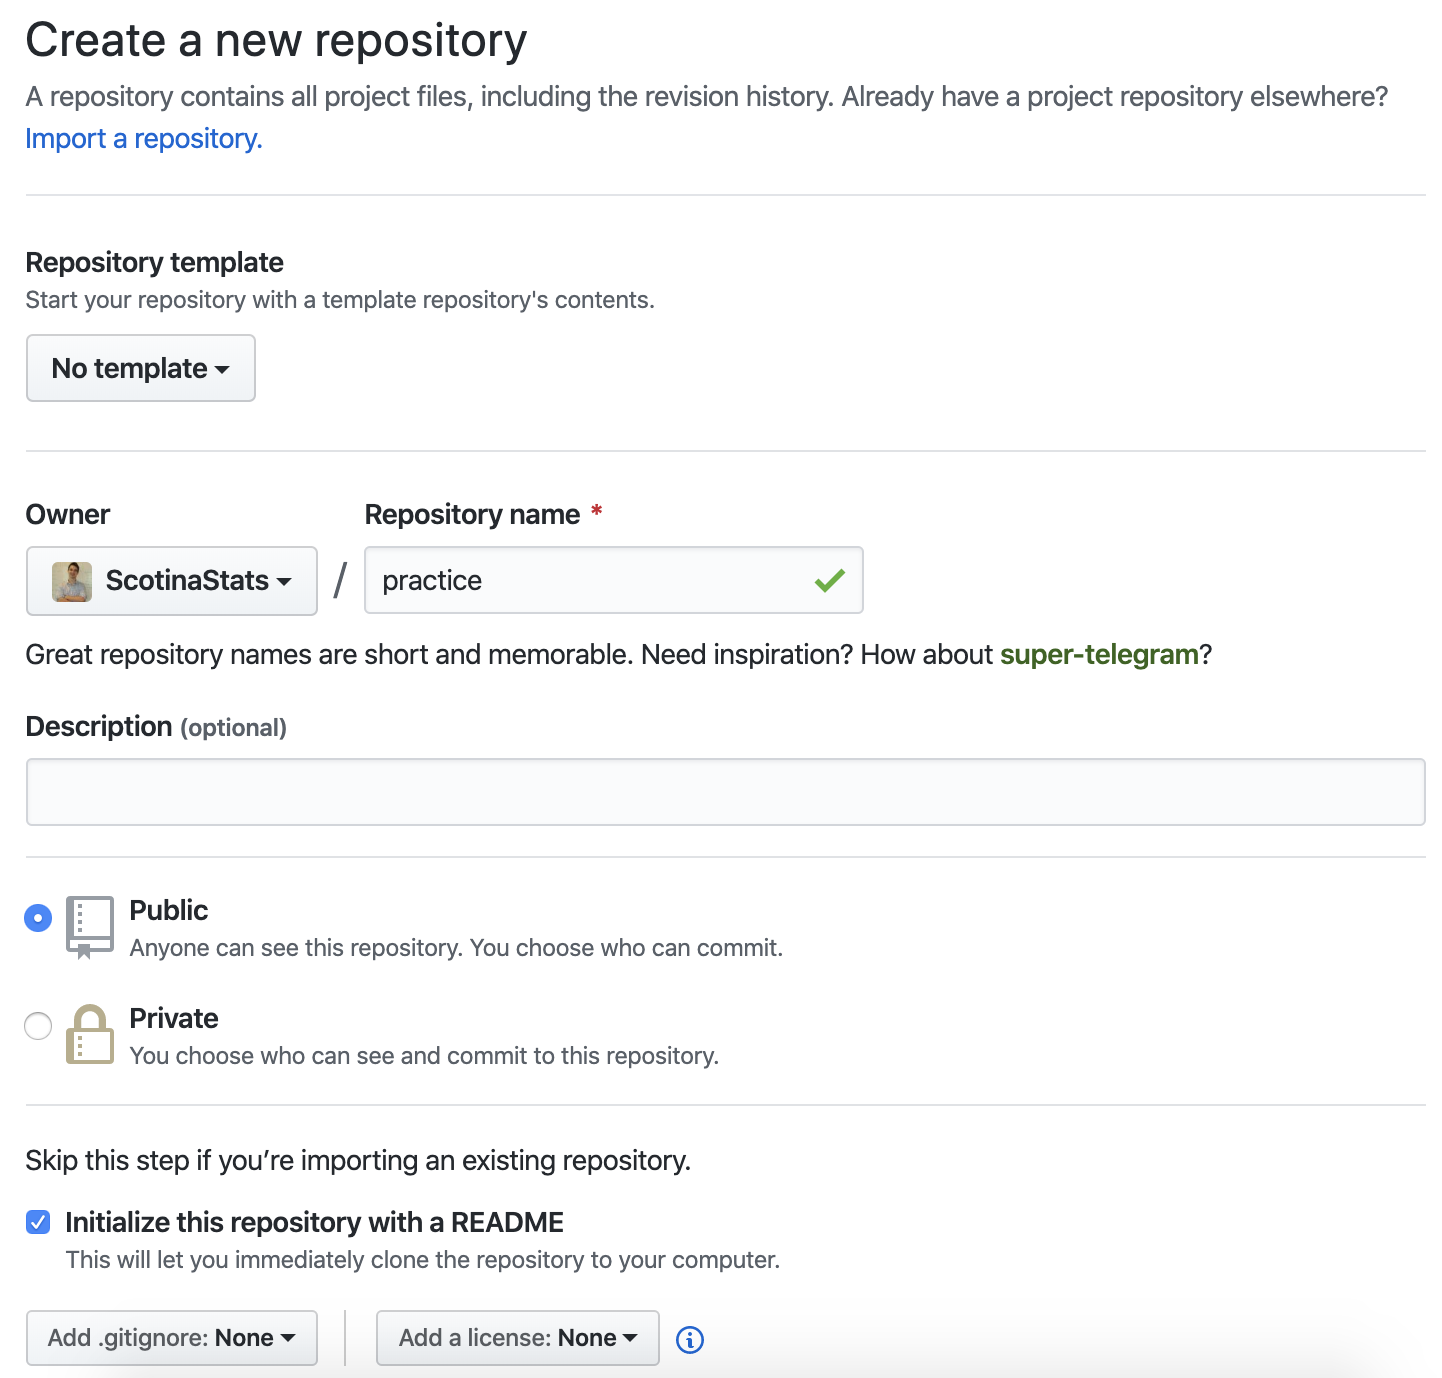 Create a new repository
A repository contains all project files, including the revision history. Already have a project repository elsewhere?
Import a repository.
Repository template
Start your repository with a template repository's contents.
No template
Owner
Repository name *
ScotinaStats / practice
Great repository names are short and memorable. Need inspiration? How about super-telegram?
Description (optional)
Public
Anyone can see this repository. You choose who can commit.
Private
You choose who can see and commit to this repository.
Skip this step if you’re importing an existing repository.
Initialize this repository with a README
This will let you immediately clone the repository to your computer.
Add .gitignore: None
Add a license: None